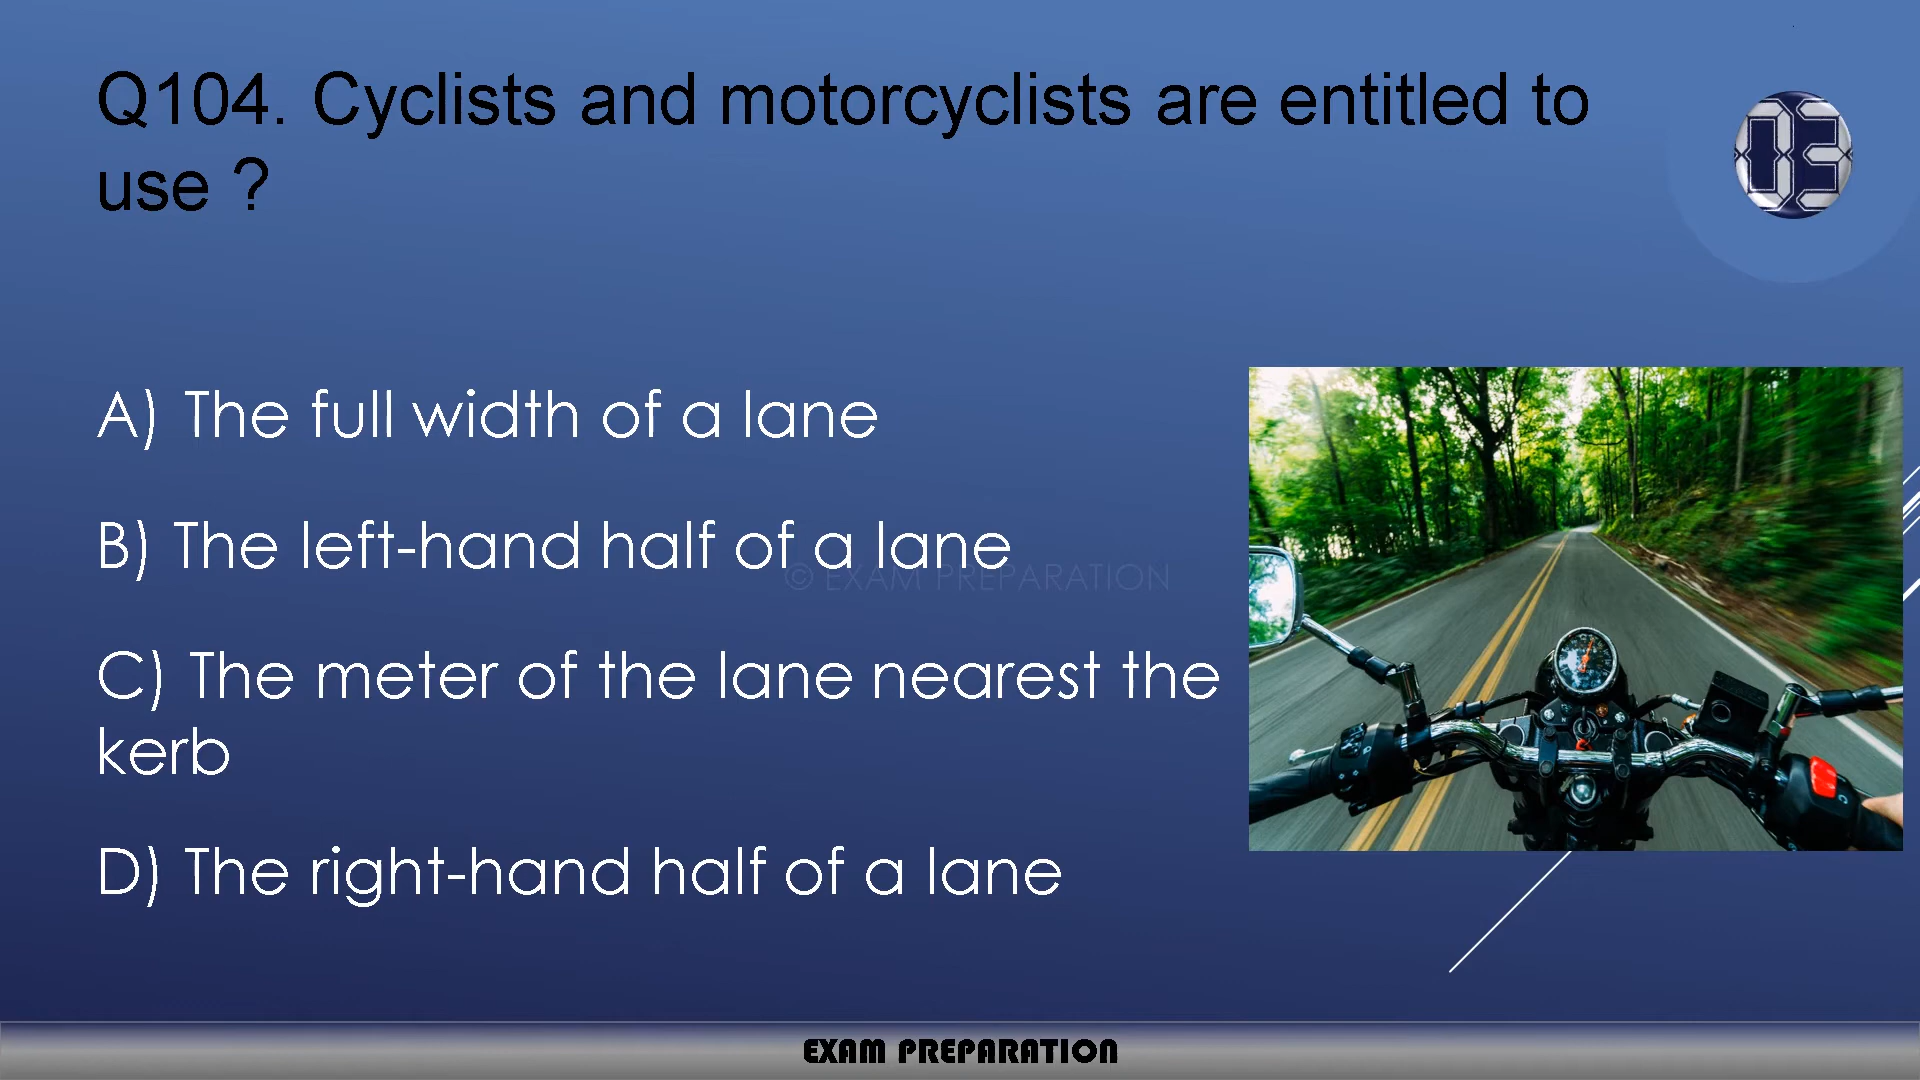 Q104. Cyclists and motorcyclists are entitled to
use ?
03
A) The full width of a lane
B) The left-hand half of a lane
© EXAM PREPARATION
C) The meter of the lane nearest the
kerb
D) The right-hand half of a lane
EXAM PREPARATION